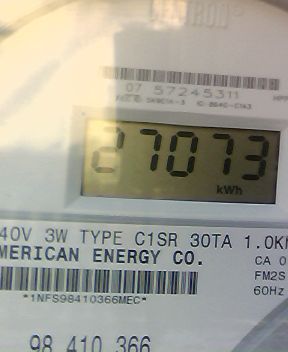 CENTRON®
07 57245311
27073
kWh
40V 3W TYPE C1SR 30TA 1.0K
MERICAN ENERGY CO.
CA 0
FM2S
60Hz
*1NFS98410366MEC*
98 410 366